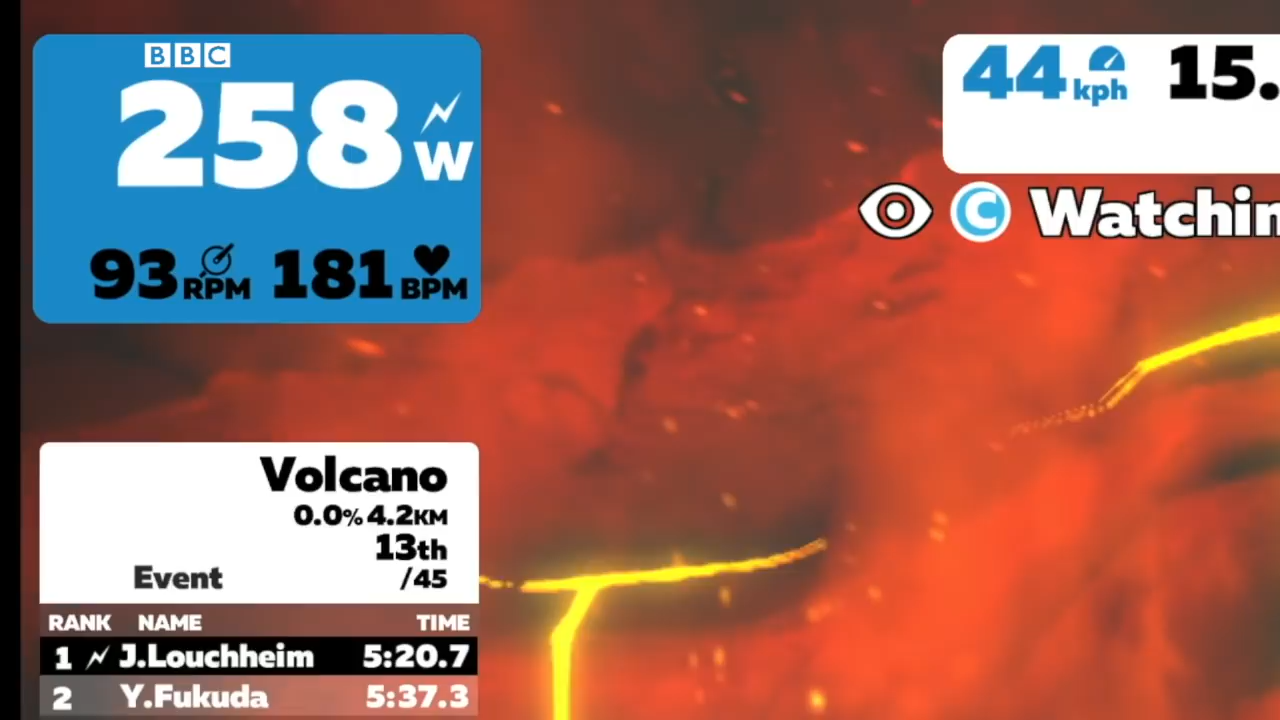 BBC
258 W
93 RPM 181 BPM
44 kph 15.
Watchin
Volcano
0.0% 4.2KM
13th
Event /45
RANK NAME TIME
1 J.Louchheim 5:20.7
2 Y.Fukuda 5:37.3